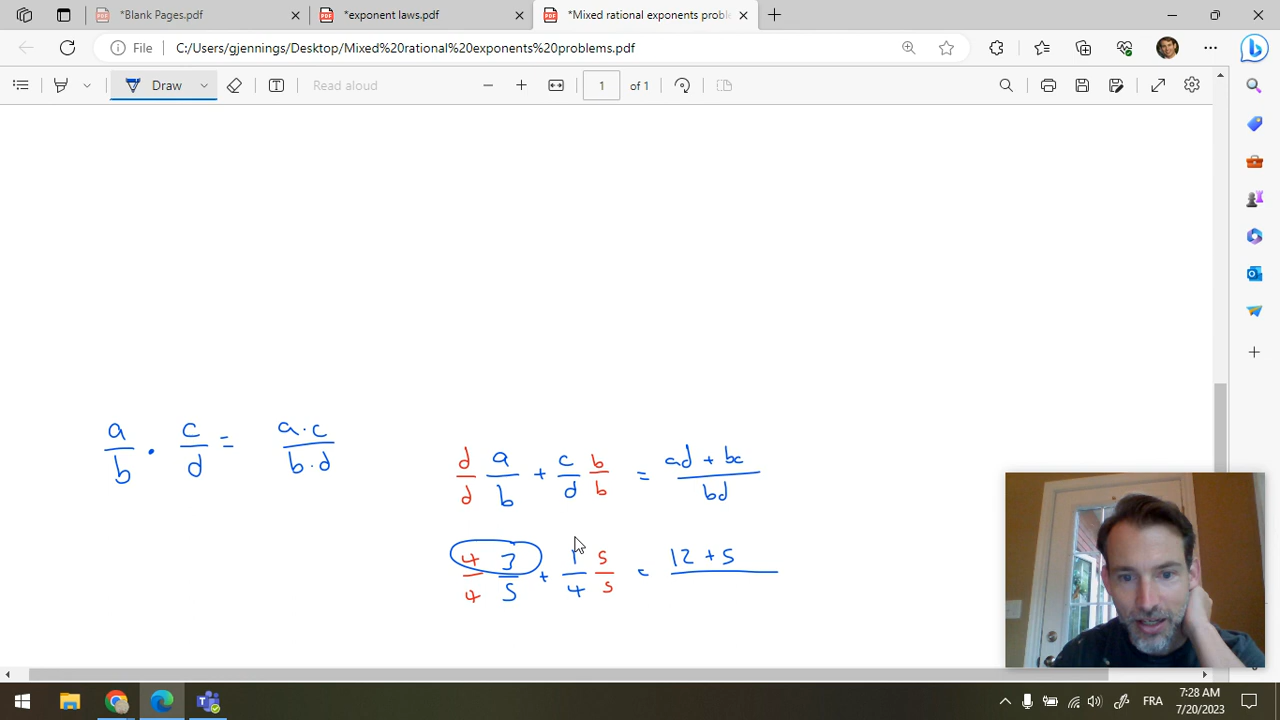 *Blank Pages.pdf
*exponent laws.pdf
*Mixed rational exponents proble
File
C:/Users/gjennings/Desktop/Mixed%20rational%20exponents%20problems.pdf
Draw
Read aloud
1 of 1
a/b · c/d = a·c/b·d
d/d a/b + c/d b/b = ad + bc/bd
4/4 3/5 + 1/4 5/5 = 12 + 5
FRA
7:28 AM
7/20/2023